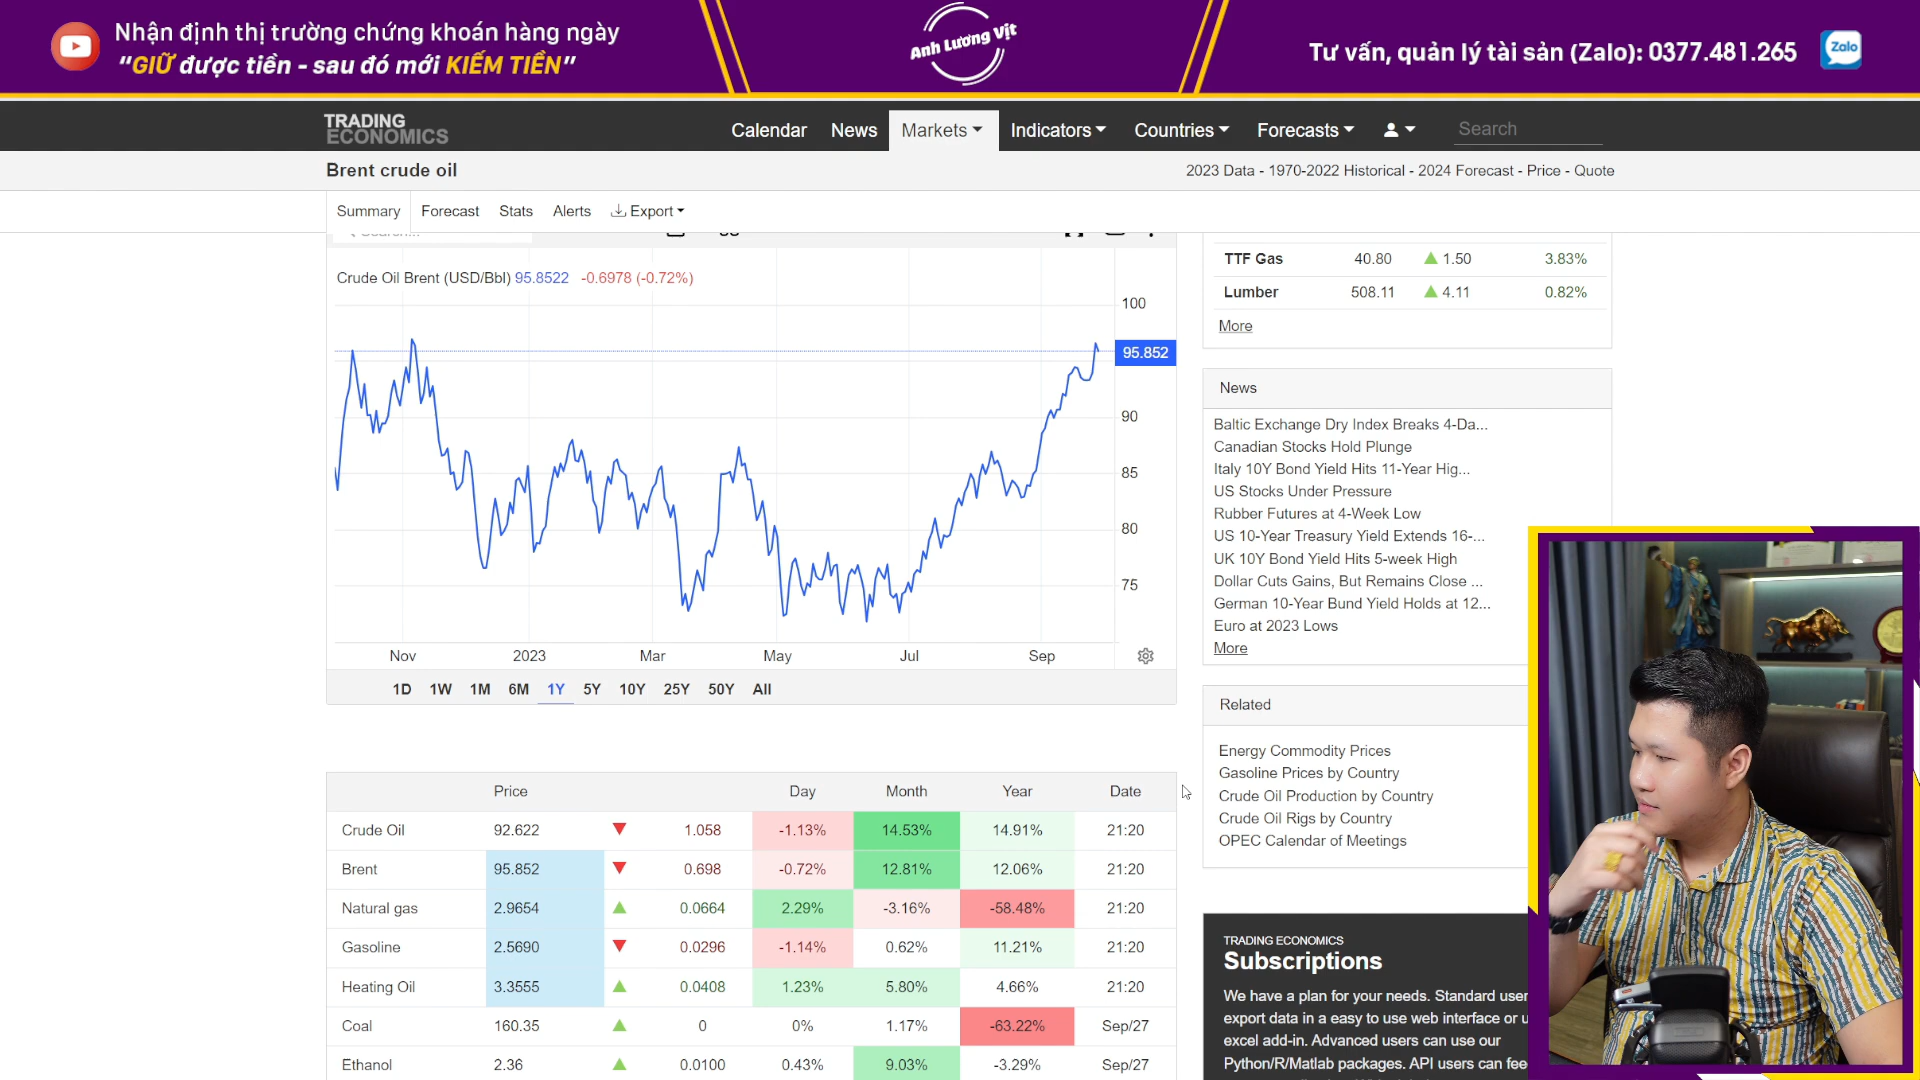 Nhận định thị trường chứng khoán hàng ngày
“GIỮ được tiền - sau đó mới KIẾM TIỀN”
Anh Lương Vịt
Tư vấn, quản lý tài sản (Zalo): 0377.481.265
Zalo
TRADING ECONOMICS
Calendar News Markets Indicators Countries Forecasts Search
Brent crude oil
2023 Data - 1970-2022 Historical - 2024 Forecast - Price - Quote
Summary Forecast Stats Alerts Export
Crude Oil Brent (USD/Bbl) 95.8522 -0.6978 (-0.72%)
100
95.852
90
85
80
75
Nov 2023 Mar May Jul Sep
1D 1W 1M 6M 1Y 5Y 10Y 25Y 50Y All
Price Day Month Year Date
Crude Oil 92.622 1.058 -1.13% 14.53% 14.91% 21:20
Brent 95.852 0.698 -0.72% 12.81% 12.06% 21:20
Natural gas 2.9654 0.0664 2.29% -3.16% -58.48% 21:20
Gasoline 2.5690 0.0296 -1.14% 0.62% 11.21% 21:20
Heating Oil 3.3555 0.0408 1.23% 5.80% 4.66% 21:20
Coal 160.35 0 0% 1.17% -63.22% Sep/27
Ethanol 2.36 0.0100 0.43% 9.03% -3.29% Sep/27
TTF Gas 40.80 1.50 3.83%
Lumber 508.11 4.11 0.82%
More
News
Baltic Exchange Dry Index Breaks 4-Da...
Canadian Stocks Hold Plunge
Italy 10Y Bond Yield Hits 11-Year Hig...
US Stocks Under Pressure
Rubber Futures at 4-Week Low
US 10-Year Treasury Yield Extends 16-...
UK 10Y Bond Yield Hits 5-week High
Dollar Cuts Gains, But Remains Close ...
German 10-Year Bund Yield Holds at 12...
Euro at 2023 Lows
More
Related
Energy Commodity Prices
Gasoline Prices by Country
Crude Oil Production by Country
Crude Oil Rigs by Country
OPEC Calendar of Meetings
TRADING ECONOMICS
Subscriptions
We have a plan for your needs. Standard user
export data in a easy to use web interface or u
excel add-in. Advanced users can use our
Python/R/Matlab packages. API users can fee